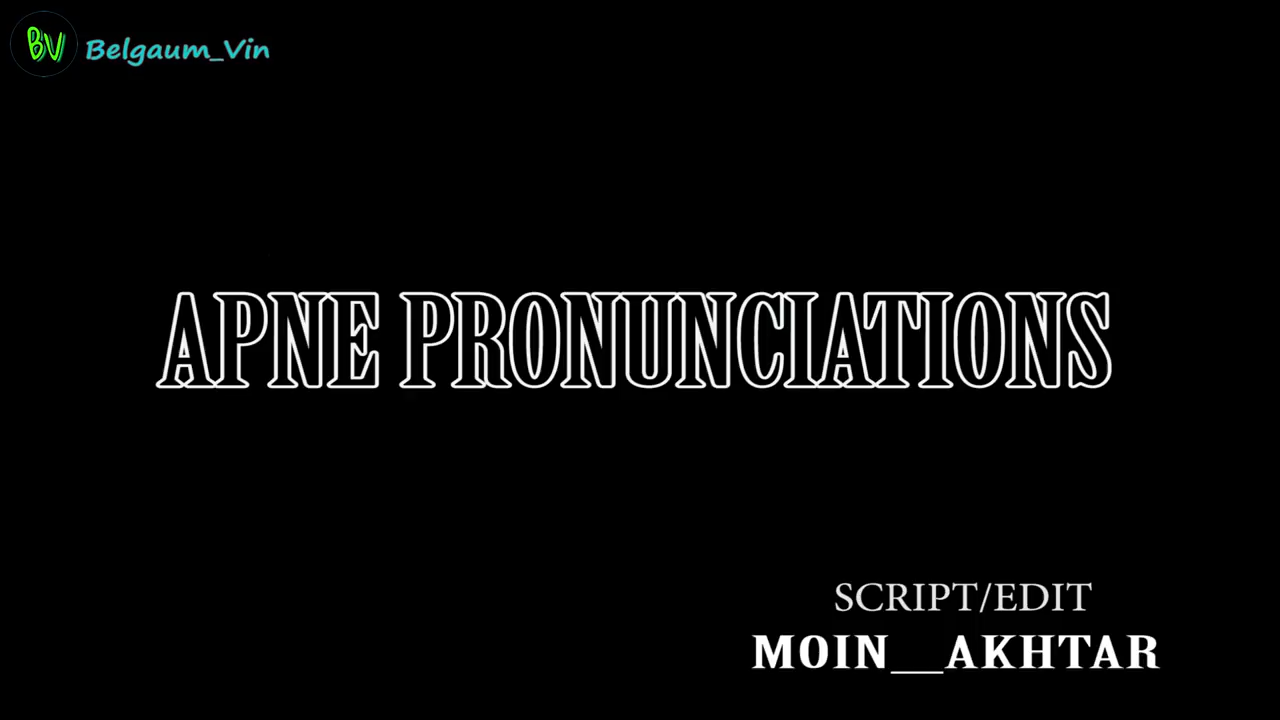 BV Belgaum_Vin
APNE PRONUNCIATIONS
SCRIPT/EDIT
MOIN__AKHTAR